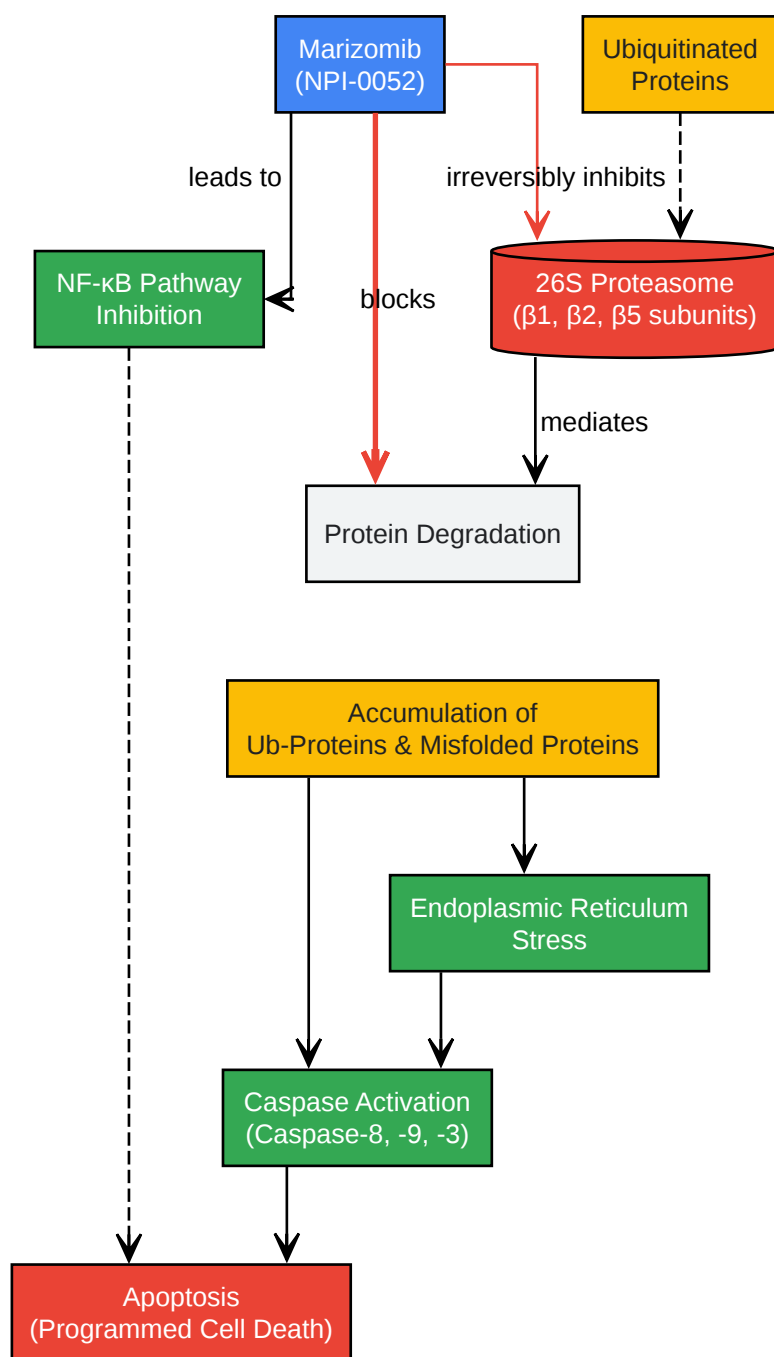 Marizomib
(NPI-0052)
Ubiquitinated
Proteins
leads to
irreversibly inhibits
NF-κB Pathway
Inhibition
blocks
26S Proteasome
(β1, β2, β5 subunits)
mediates
Protein Degradation
Accumulation of
Ub-Proteins & Misfolded Proteins
Endoplasmic Reticulum
Stress
Caspase Activation
(Caspase-8, -9, -3)
Apoptosis
(Programmed Cell Death)